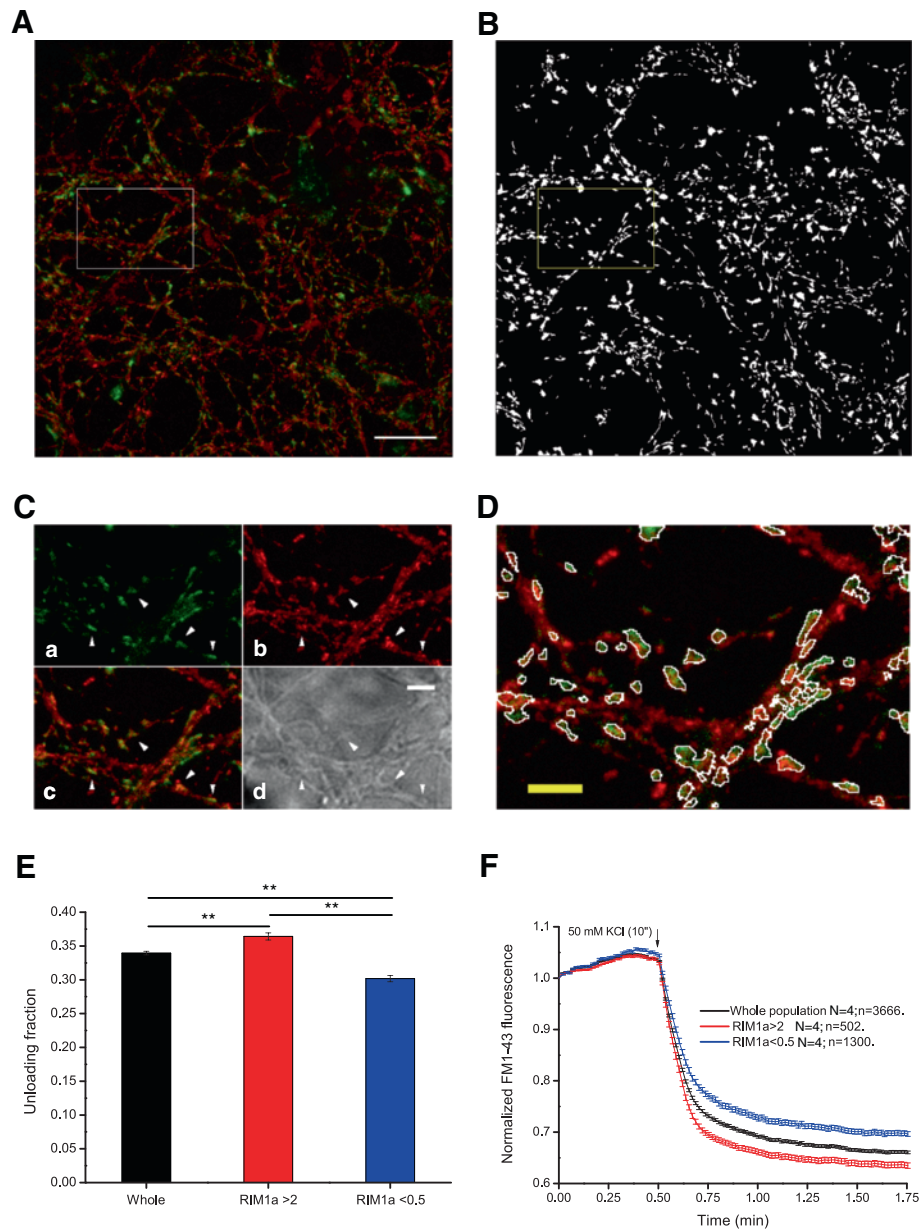 A
B
C
a
b
c
d
D
E
** 
**
**
0.40
0.35
0.30
0.25
0.20
0.15
0.10
0.05
0.00
Unloading fraction
Whole
RIM1a >2
RIM1a <0.5
F
1.1
1.0
0.9
0.8
0.7
0.6
Normalized FM1-43 fluorescence
50 mM KCl (10")
Whole population N=4;n=3666.
RIM1a>2 N=4; n=502.
RIM1a<0.5 N=4; n=1300.
0.00 0.25 0.50 0.75 1.00 1.25 1.50 1.75
Time (min)